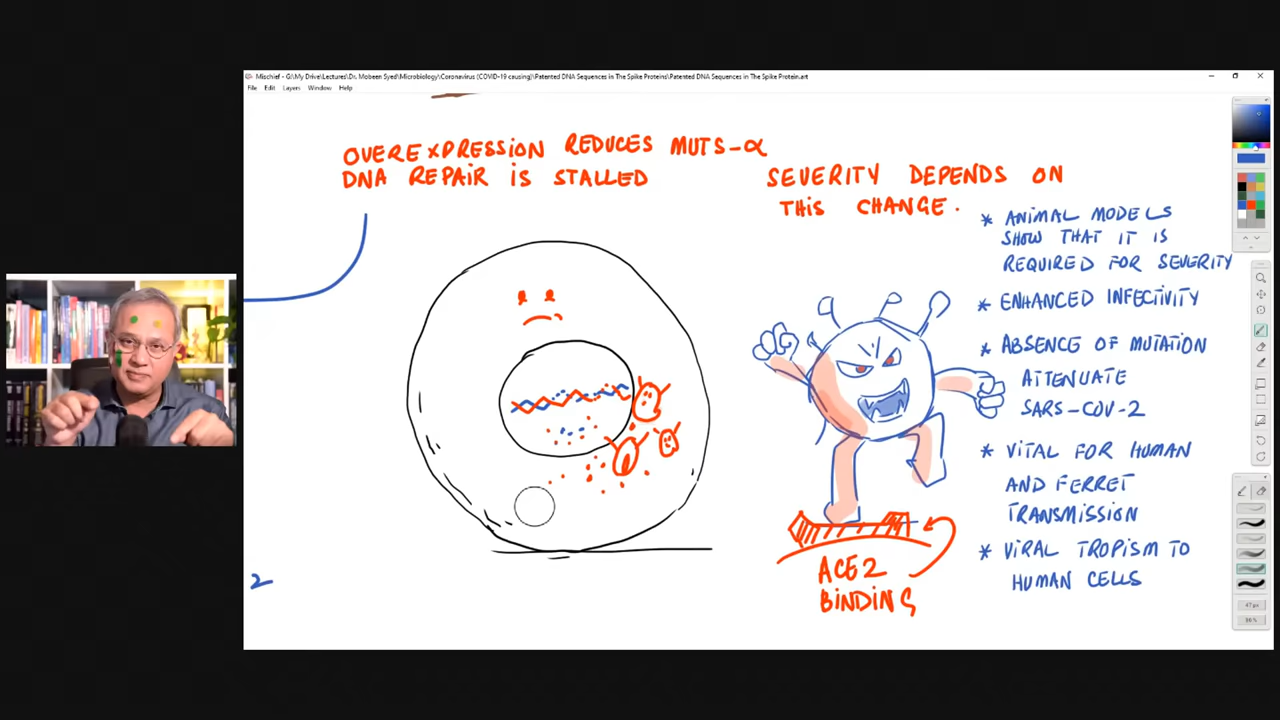 Mischief - G:\My Drive\Lectures\Dr. Mobeen Syed\Microbiology\Coronavirus (COVID-19 causing)\Patented DNA Sequences in The Spike Proteins\Patented DNA Sequences in The Spike Protein.art
File Edit Layers Window Help
OVEREXPRESSION REDUCES MUTS-α
DNA REPAIR IS STALLED
SEVERITY DEPENDS ON
THIS CHANGE.
* ANIMAL MODELS
SHOW THAT IT IS
REQUIRED FOR SEVERITY
* ENHANCED INFECTIVITY
* ABSENCE OF MUTATION
ATTENUATE
SARS-COV-2
* VITAL FOR HUMAN
AND FERRET
TRANSMISSION
* VIRAL TROPISM TO
HUMAN CELLS
ACE2
BINDING
2
47 px
86%